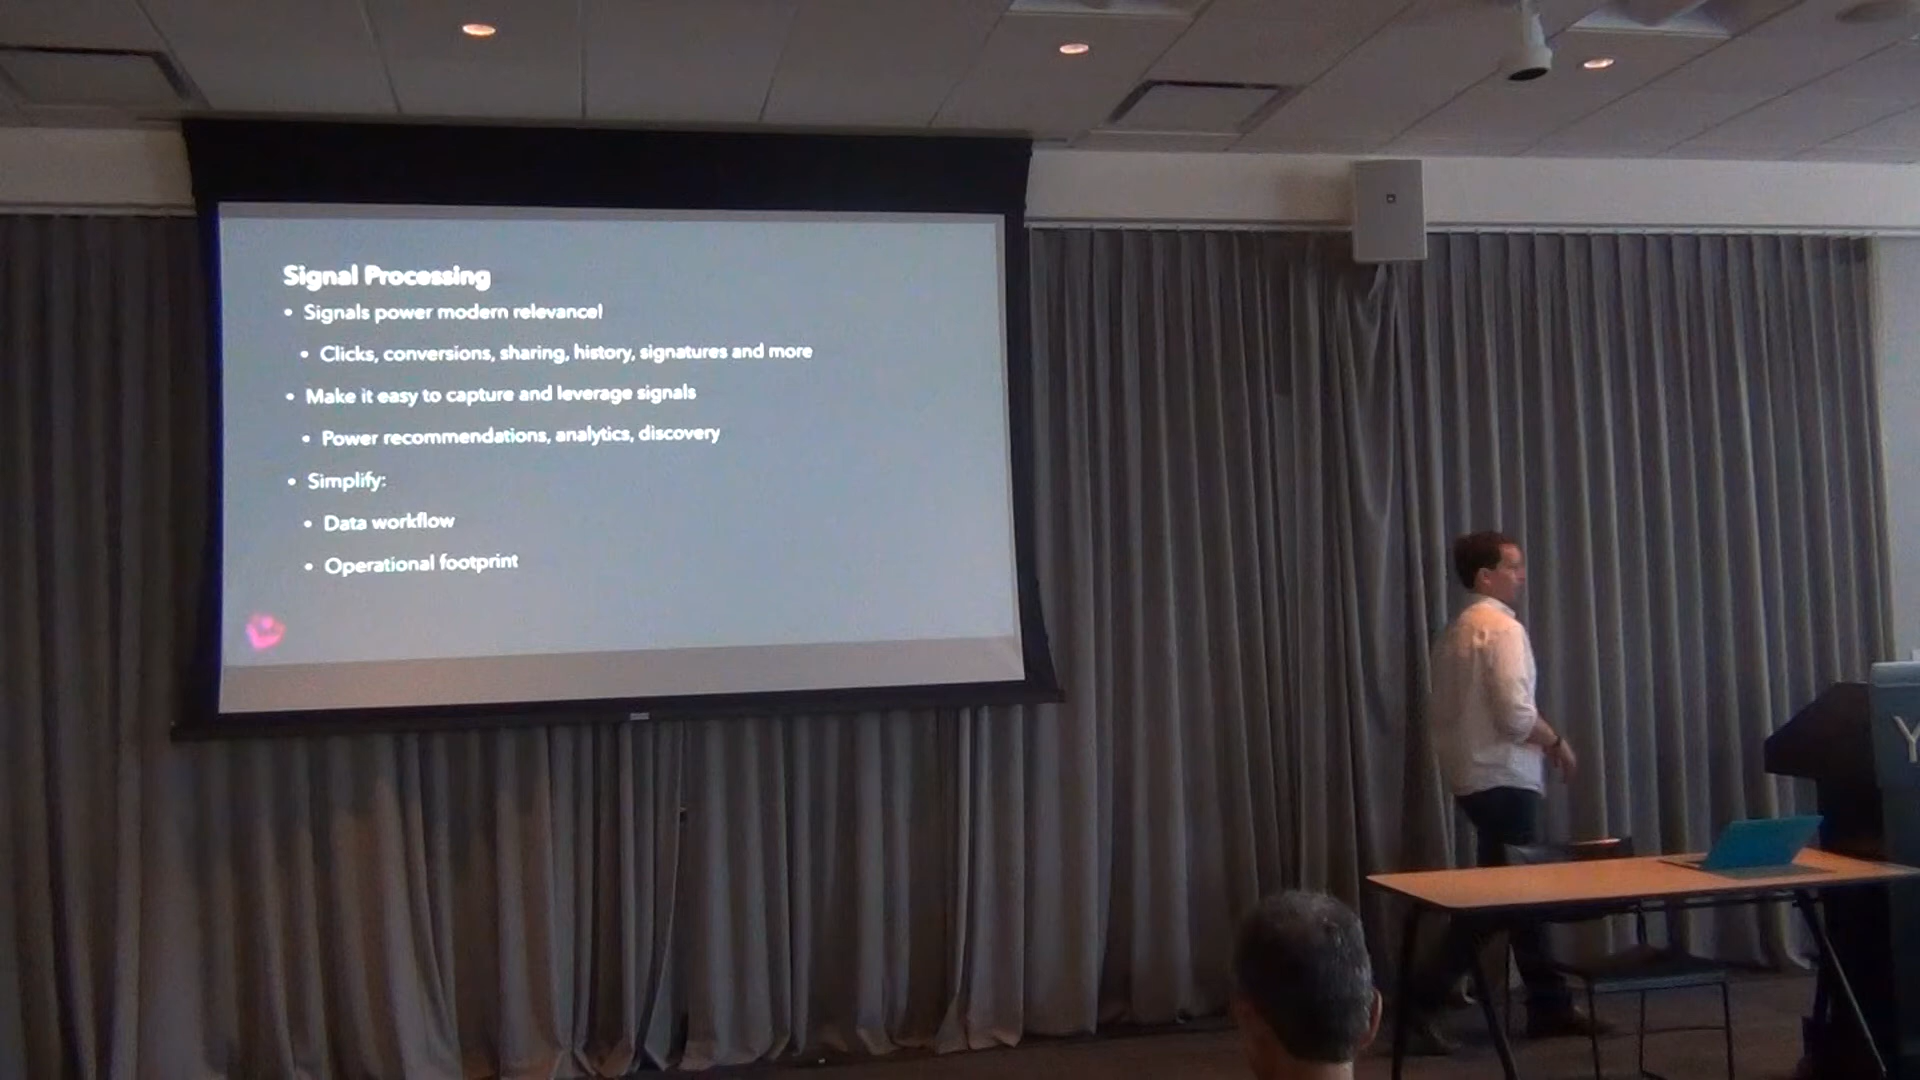 Signal Processing
• Signals power modern relevance!
• Clicks, conversions, sharing, history, signatures and more
• Make it easy to capture and leverage signals
• Power recommendations, analytics, discovery
• Simplify:
• Data workflow
• Operational footprint
Y